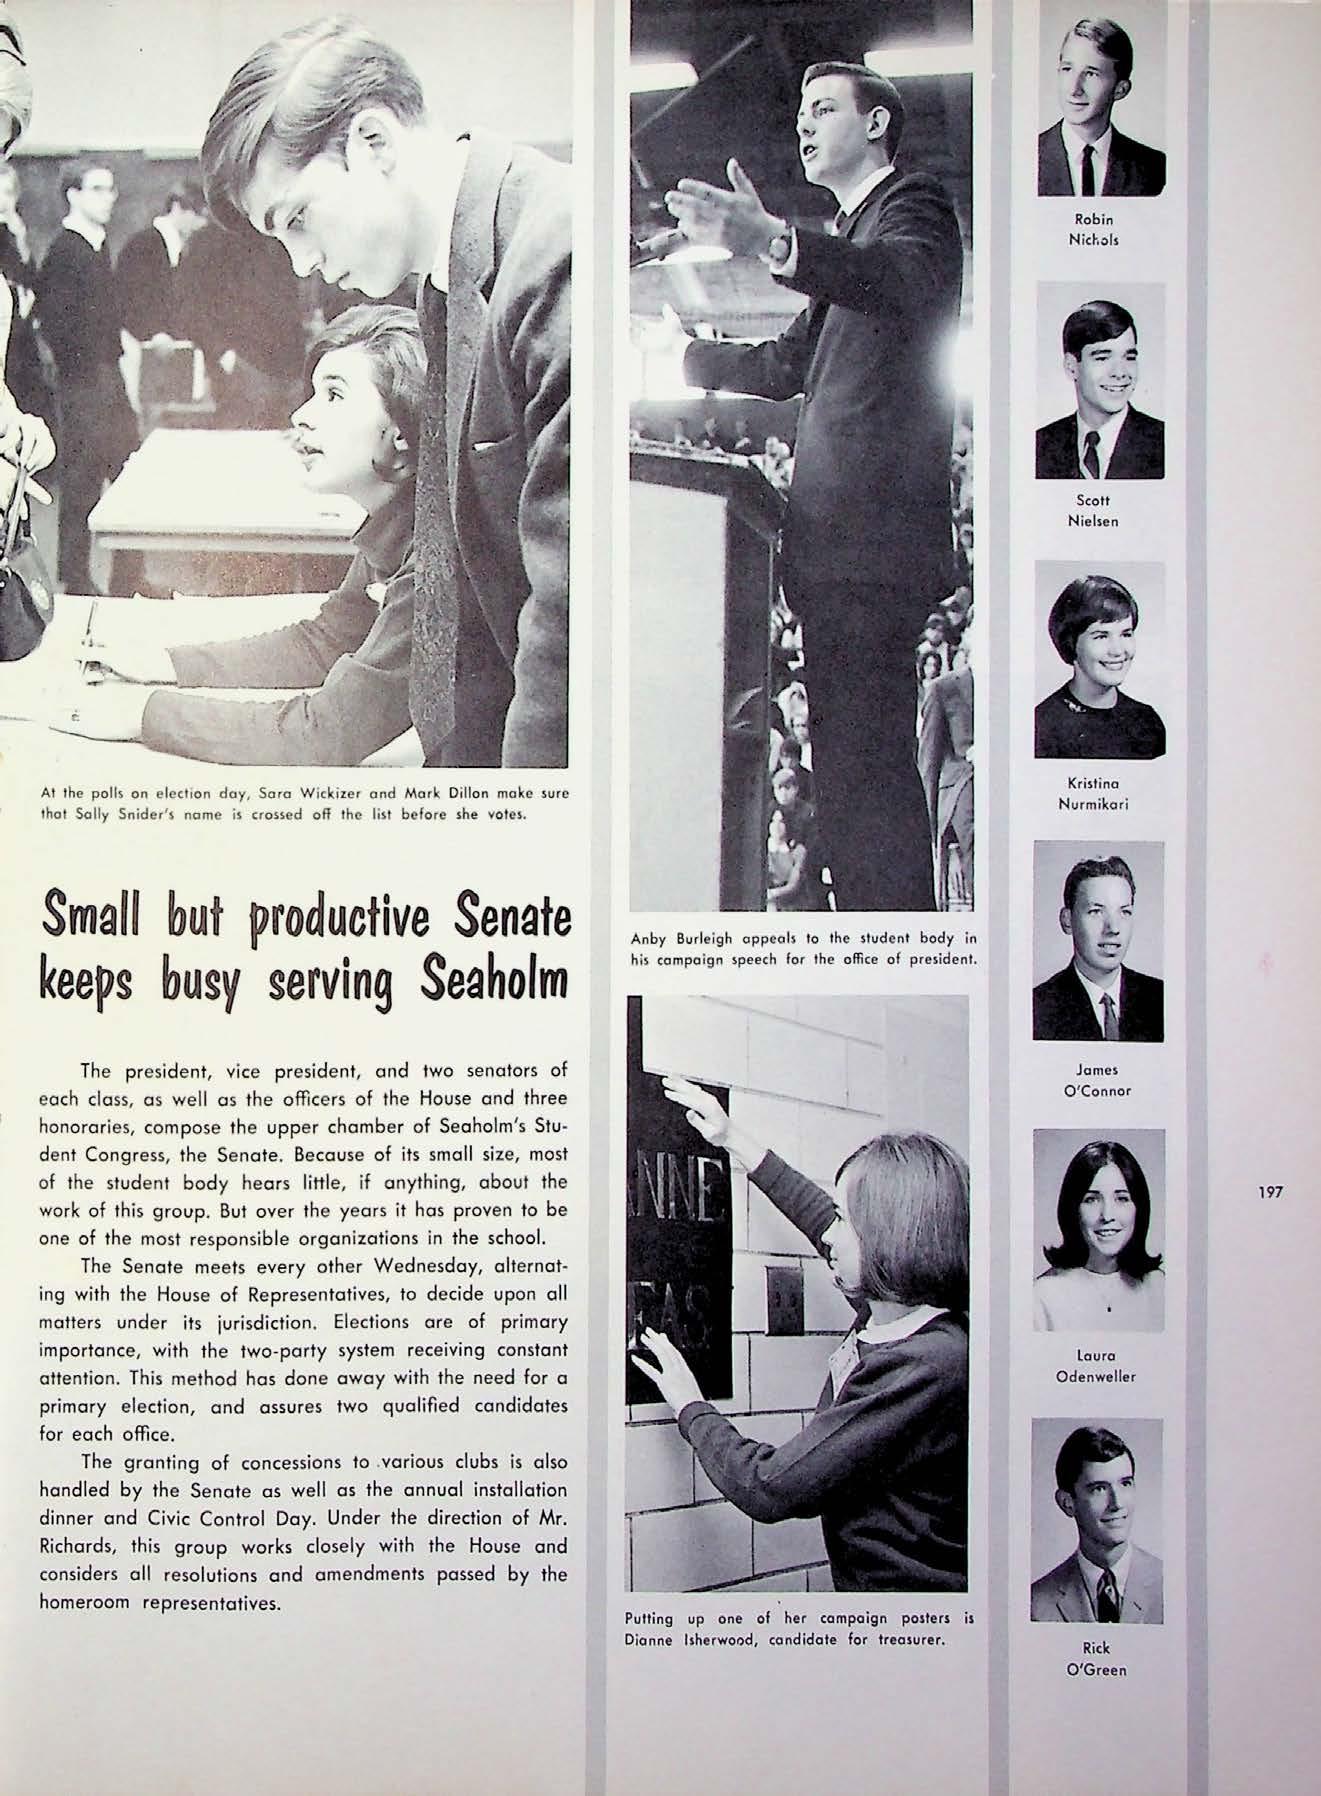 At the polls on election day, Sara Wickizer and Mark Dillon make sure
that Sally Snider's name is crossed off the list before she votes.
Small but productive Senate
keeps busy serving Seaholm
The president, vice president, and two senators of
each class, as well as the officers of the House and three
honoraries, compose the upper chamber of Seaholm's Stu-
dent Congress, the Senate. Because of its small size, most
of the student body hears little, if anything, about the
work of this group. But over the years it has proven to be
one of the most responsible organizations in the school.
The Senate meets every other Wednesday, alternat-
ing with the House of Representatives, to decide upon all
matters under its jurisdiction. Elections are of primary
importance, with the two-party system receiving constant
attention. This method has done away with the need for a
primary election, and assures two qualified candidates
for each office.
The granting of concessions to various clubs is also
handled by the Senate as well as the annual installation
dinner and Civic Control Day. Under the direction of Mr.
Richards, this group works closely with the House and
considers all resolutions and amendments passed by the
homeroom representatives.
Anby Burleigh appeals to the student body in
his campaign speech for the office of president.
NNE
EAS
Putting up one of her campaign posters is
Dianne Isherwood, candidate for treasurer.
Robin
Nichols
Scott
Nielsen
Kristina
Nurmikari
James
O'Connor
Laura
Odenweller
Rick
O'Green
197